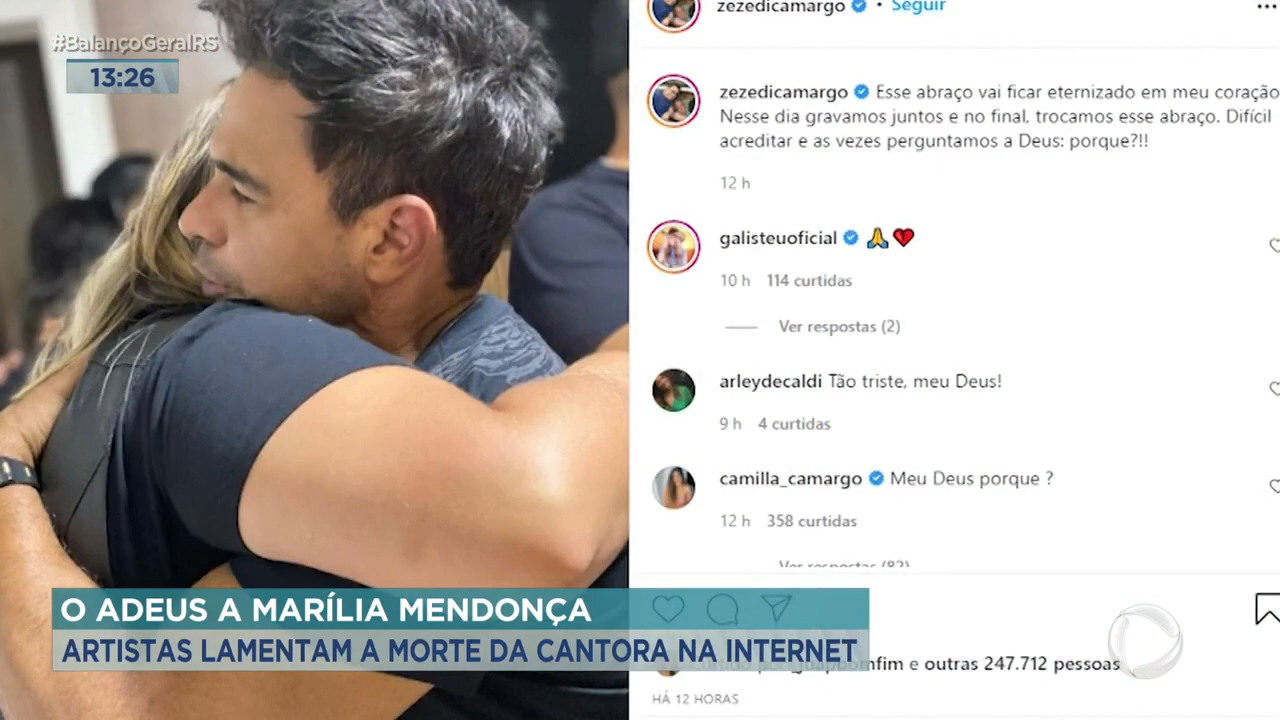 #BalançoGeralRS
13:26
zezedicamargo • Seguir
zezedicamargo Esse abraço vai ficar eternizado em meu coração
Nesse dia gravamos juntos e no final, trocamos esse abraço. Difícil
acreditar e as vezes perguntamos a Deus: porque?!!
12 h
galisteuoficial 🙏💔
10 h 114 curtidas
Ver respostas (2)
arleydecaldi Tão triste, meu Deus!
9 h 4 curtidas
camilla_camargo Meu Deus porque ?
12 h 358 curtidas
Ver respostas (82)
O ADEUS A MARÍLIA MENDONÇA
ARTISTAS LAMENTAM A MORTE DA CANTORA NA INTERNET
e outras 247.712 pessoas
HÁ 12 HORAS